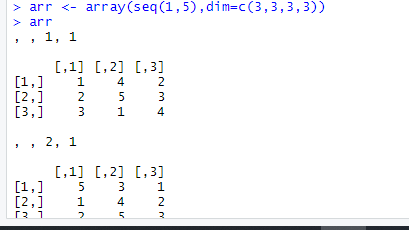 > arr <- array(seq(1,5),dim=c(3,3,3,3))
> arr
, , 1, 1
[,1] [,2] [,3]
[1,] 1 4 2
[2,] 2 5 3
[3,] 3 1 4
, , 2, 1
[,1] [,2] [,3]
[1,] 5 3 1
[2,] 1 4 2
[3,] 2 5 3